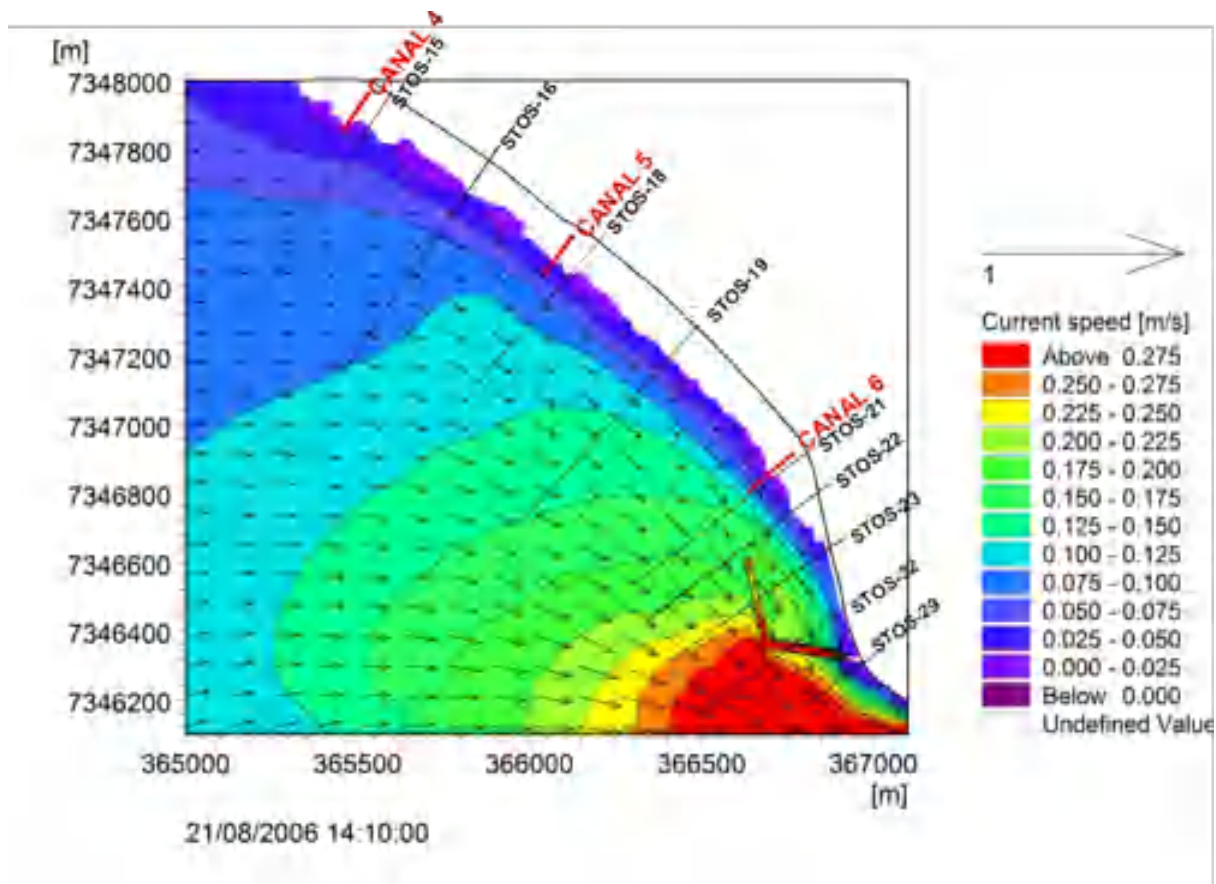 [m]
7348000
7347800
7347600
7347400
7347200
7347000
7346800
7346600
7346400
7346200
365000 365500 366000 366500 367000
[m]
CANAL 4
STOS-15
STOS-16
CANAL 5
STOS-18
STOS-19
CANAL 6
STOS-21
STOS-22
STOS-23
STOS-32
STOS-29
1
Current speed [m/s]
Above 0.275
0.250 - 0.275
0.225 - 0.250
0.200 - 0.225
0.175 - 0.200
0.150 - 0.175
0.125 - 0.150
0.100 - 0.125
0.075 - 0.100
0.050 - 0.075
0.025 - 0.050
0.000 - 0.025
Below 0.000
Undefined Value
21/08/2006 14:10:00